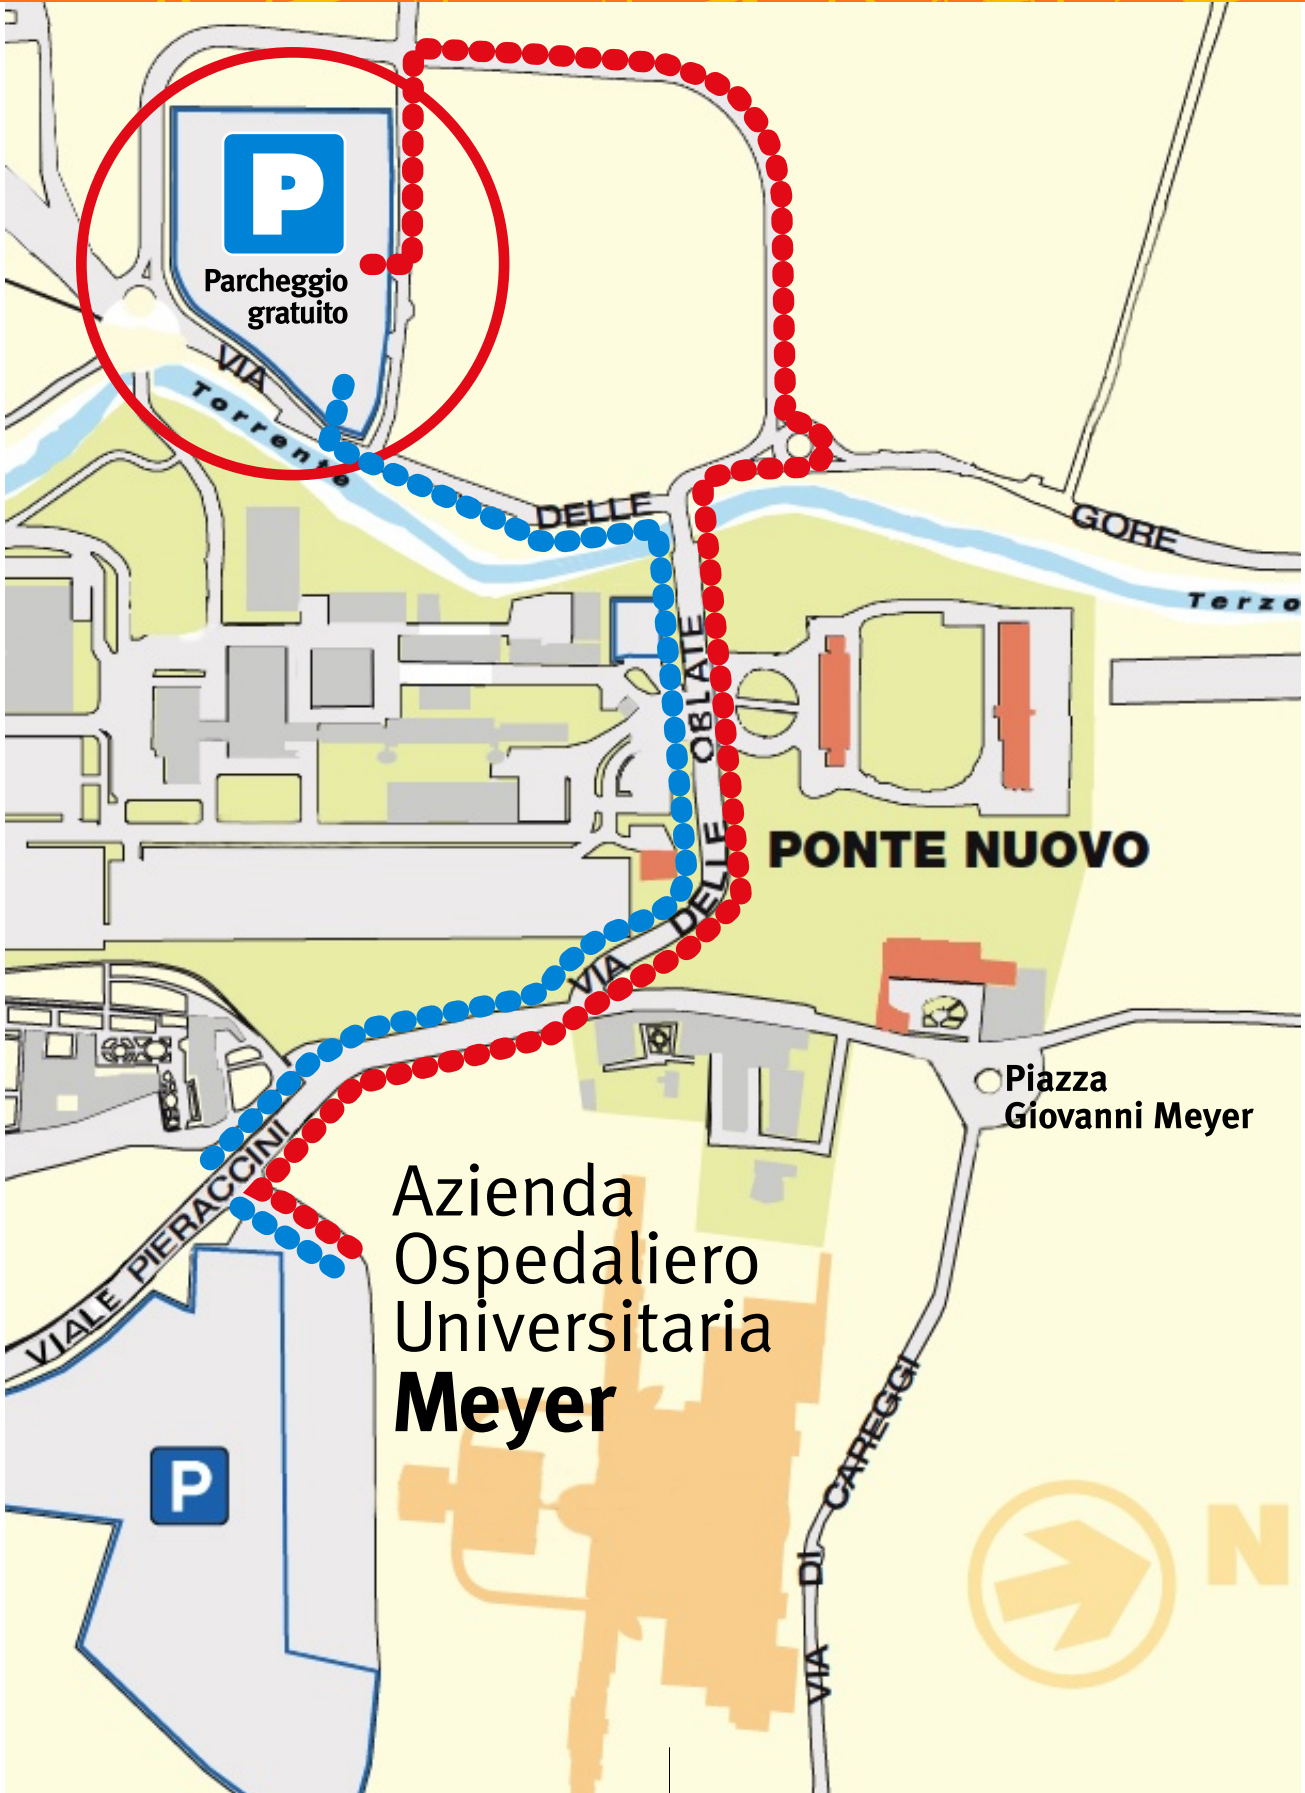 P
Parcheggio
gratuito
VIA
Torrente
DELLE
GORE
Terzo
OBLATE
DELLE
VIA
PONTE NUOVO
Piazza
Giovanni Meyer
VIALE PIERACCINI
Azienda
Ospedaliero
Universitaria
Meyer
P
VIA DI CAREGGI
N